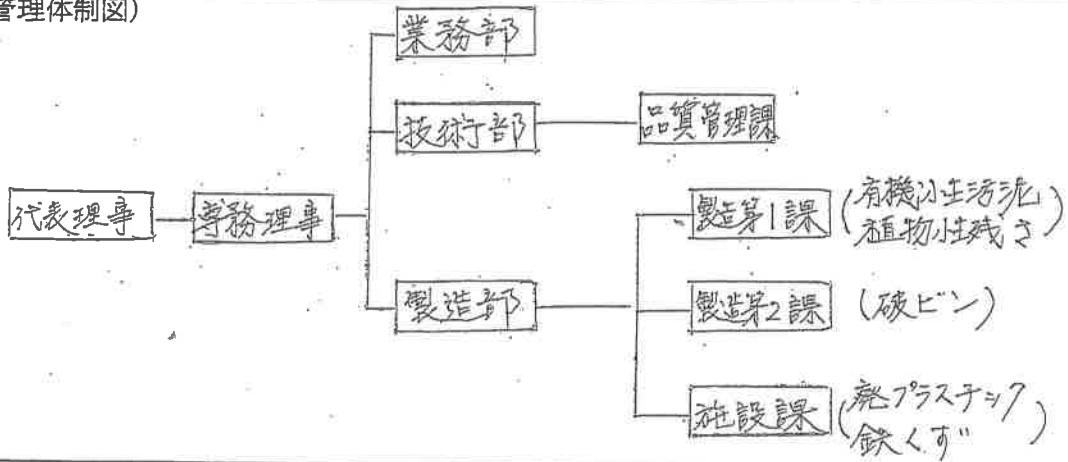 管理体制図)
業務部
技術部
品質管理課
代表理事
専務理事
製造部
製造第1課
(有機性汚泥
植物性残さ)
製造第2課
(破ビン)
施設課
(廃プラスチック
鉄くず)